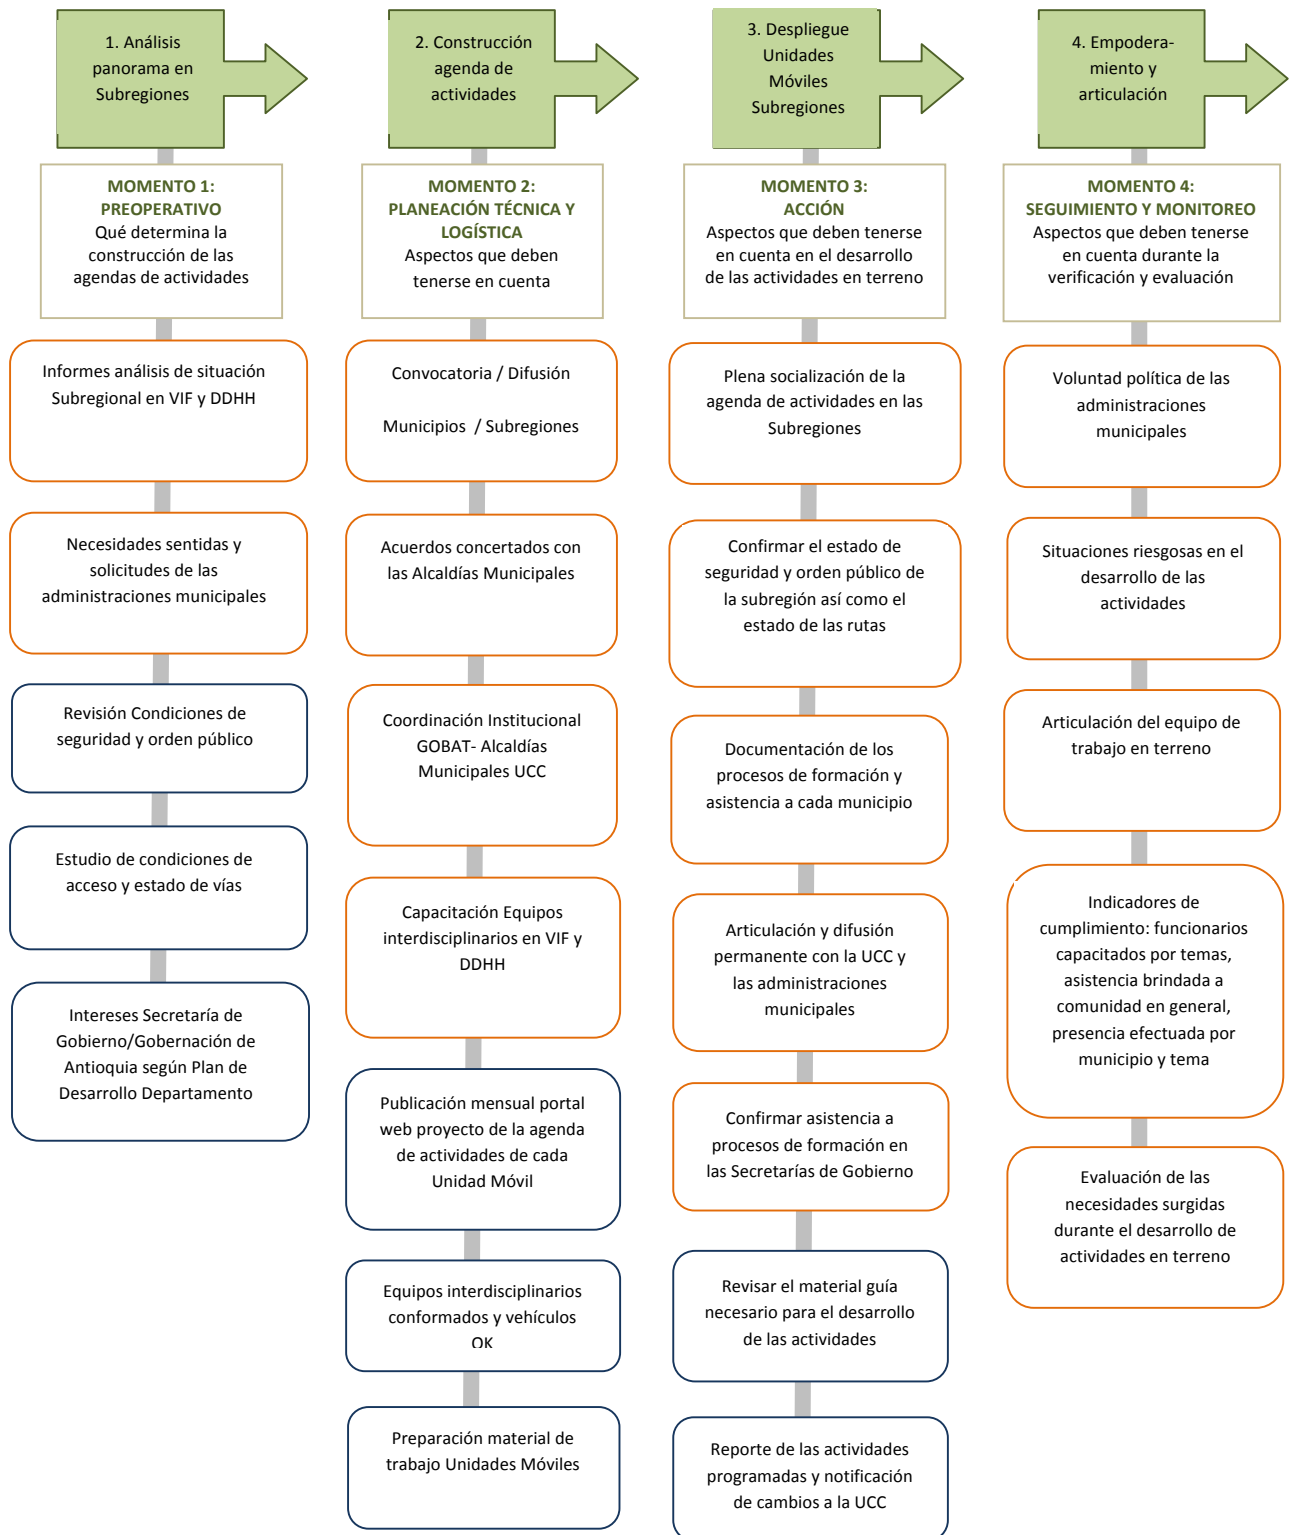 1. Análisis
panorama en
Subregiones
2. Construcción
agenda de
actividades
3. Despliegue
Unidades
Móviles
Subregiones
4. Empodera-
miento y
articulación
MOMENTO 1:
PREOPERATIVO
Qué determina la
construcción de las
agendas de actividades
MOMENTO 2:
PLANEACIÓN TÉCNICA Y
LOGÍSTICA
Aspectos que deben
tenerse en cuenta
MOMENTO 3:
ACCIÓN
Aspectos que deben tenerse
en cuenta en el desarrollo
de las actividades en terreno
MOMENTO 4:
SEGUIMIENTO Y MONITOREO
Aspectos que deben tenerse
en cuenta durante la
verificación y evaluación
Informes análisis de situación
Subregional en VIF y DDHH
Necesidades sentidas y
solicitudes de las
administraciones municipales
Revisión Condiciones de
seguridad y orden público
Estudio de condiciones de
acceso y estado de vías
Intereses Secretaría de
Gobierno/Gobernación de
Antioquia según Plan de
Desarrollo Departamento
Convocatoria / Difusión
Municipios / Subregiones
Acuerdos concertados con
las Alcaldías Municipales
Coordinación Institucional
GOBAT- Alcaldías
Municipales UCC
Capacitación Equipos
interdisciplinarios en VIF y
DDHH
Publicación mensual portal
web proyecto de la agenda
de actividades de cada
Unidad Móvil
Equipos interdisciplinarios
conformados y vehículos
OK
Preparación material de
trabajo Unidades Móviles
Plena socialización de la
agenda de actividades en las
Subregiones
Confirmar el estado de
seguridad y orden público de
la subregión así como el
estado de las rutas
Documentación de los
procesos de formación y
asistencia a cada municipio
Articulación y difusión
permanente con la UCC y
las administraciones
municipales
Confirmar asistencia a
procesos de formación en
las Secretarías de Gobierno
Revisar el material guía
necesario para el desarrollo
de las actividades
Reporte de las actividades
programadas y notificación
de cambios a la UCC
Voluntad política de las
administraciones
municipales
Situaciones riesgosas en el
desarrollo de las
actividades
Articulación del equipo de
trabajo en terreno
Indicadores de
cumplimiento: funcionarios
capacitados por temas,
asistencia brindada a
comunidad en general,
presencia efectuada por
municipio y tema
Evaluación de las
necesidades surgidas
durante el desarrollo de
actividades en terreno